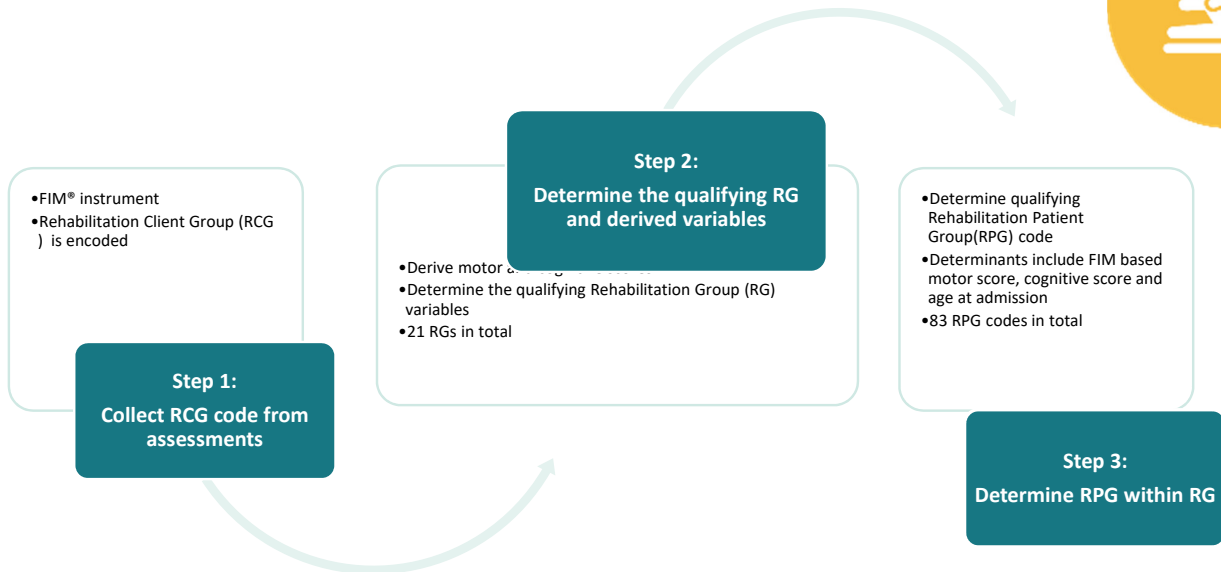 •FIM® instrument
•Rehabilitation Client Group (RCG
) is encoded
Step 1:
Collect RCG code from
assessments
Step 2:
Determine the qualifying RG
and derived variables
•Derive motor
•Determine the qualifying Rehabilitation Group (RG)
variables
•21 RGs in total
•Determine qualifying
Rehabilitation Patient
Group(RPG) code
•Determinants include FIM based
motor score, cognitive score and
age at admission
•83 RPG codes in total
Step 3:
Determine RPG within RG